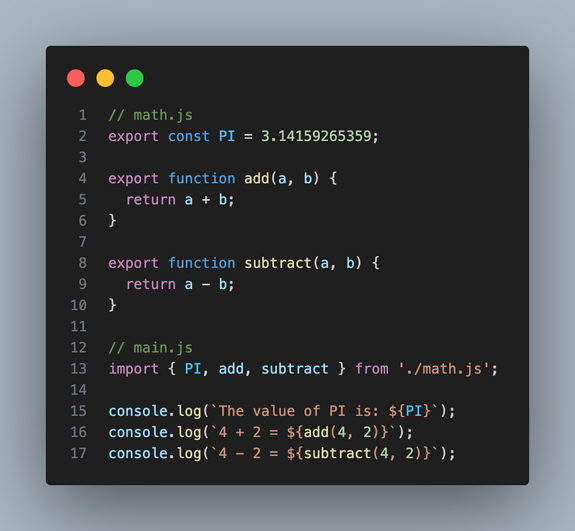 1 // math.js
2 export const PI = 3.14159265359;
3
4 export function add(a, b) {
5   return a + b;
6 }
7
8 export function subtract(a, b) {
9   return a − b;
10 }
11
12 // main.js
13 import { PI, add, subtract } from './math.js';
14
15 console.log(`The value of PI is: ${PI}`);
16 console.log(`4 + 2 = ${add(4, 2)}`);
17 console.log(`4 − 2 = ${subtract(4, 2)}`);